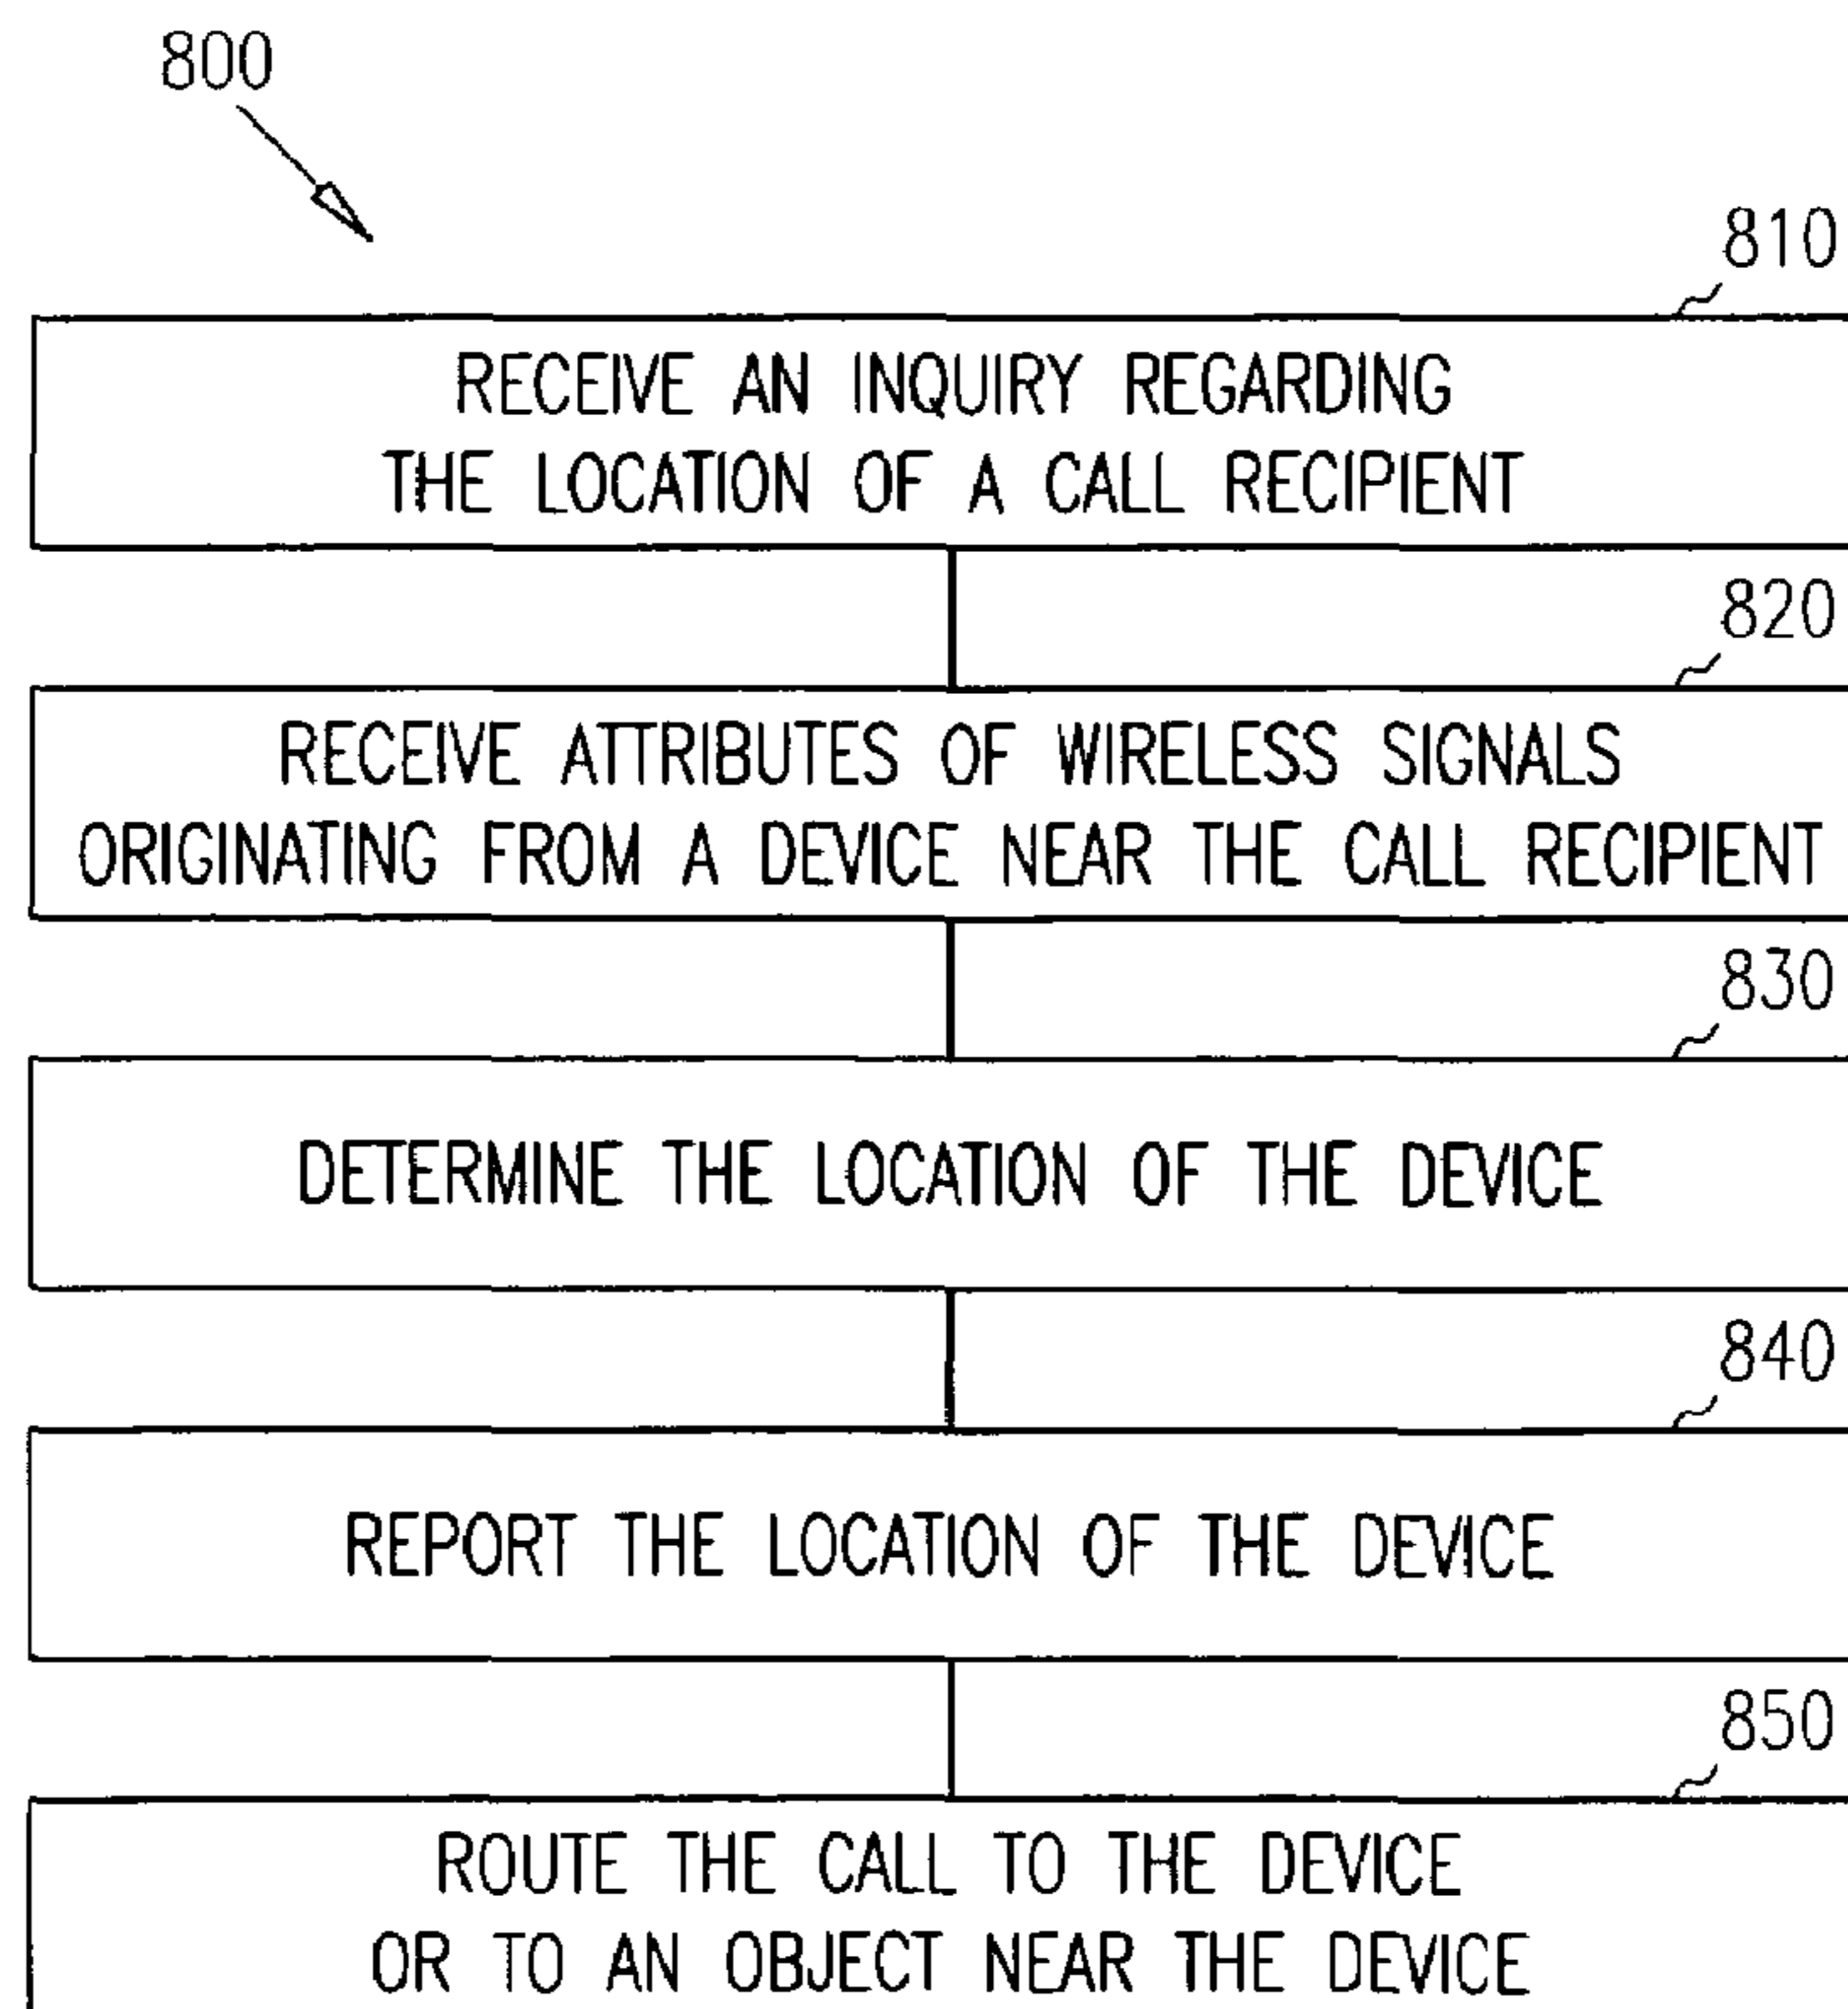 800
810
RECEIVE AN INQUIRY REGARDING
THE LOCATION OF A CALL RECIPIENT
820
RECEIVE ATTRIBUTES OF WIRELESS SIGNALS
ORIGINATING FROM A DEVICE NEAR THE CALL RECIPIENT
830
DETERMINE THE LOCATION OF THE DEVICE
840
REPORT THE LOCATION OF THE DEVICE
850
ROUTE THE CALL TO THE DEVICE
OR TO AN OBJECT NEAR THE DEVICE